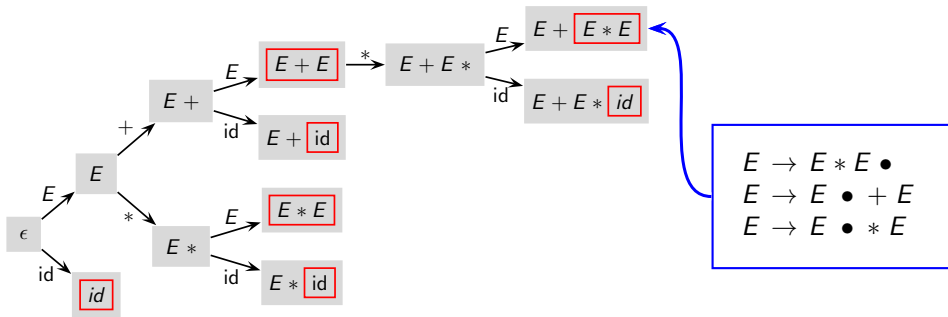 E
E + E * E
E + E
*
E + E *
E
E +
id
id
E + E * id
+
E + id
E
E → E * E •
E → E • + E
E → E • * E
E
*
E
E * E
ϵ
E *
id
id
id
E * id